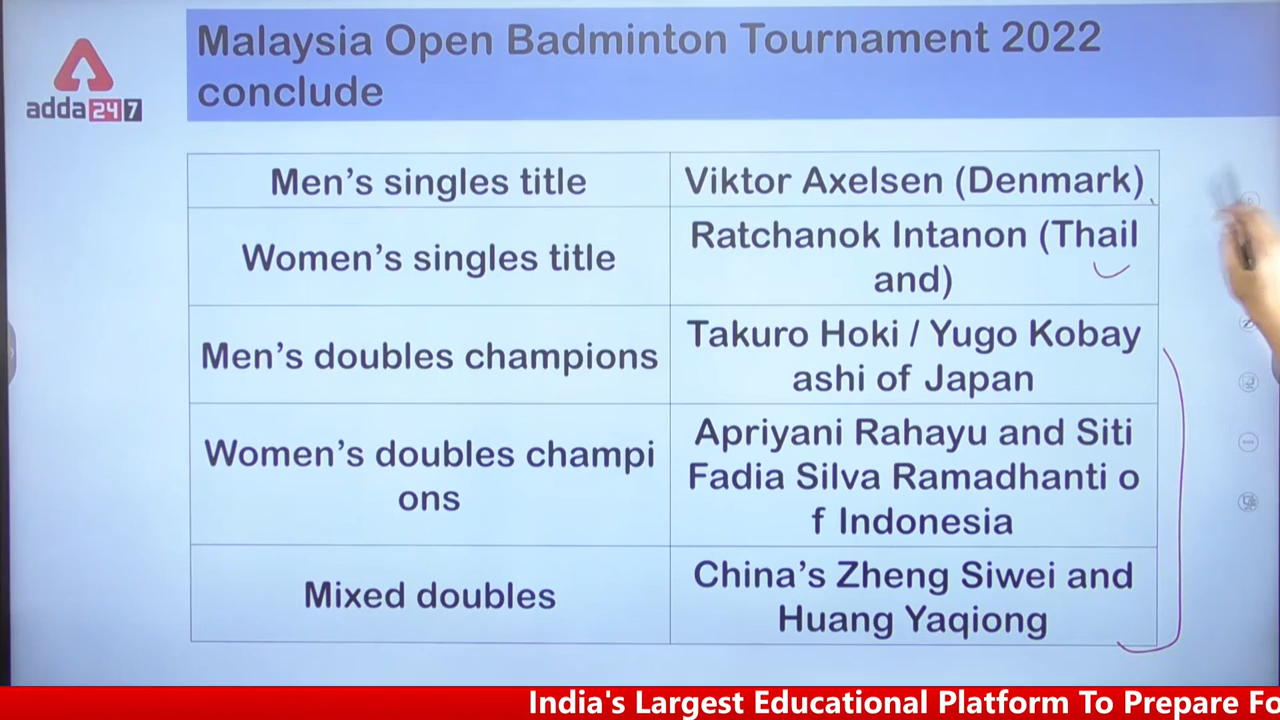 Malaysia Open Badminton Tournament 2022
conclude
adda247
Men's singles title
Viktor Axelsen (Denmark)
Women's singles title
Ratchanok Intanon (Thail
and)
Men's doubles champions
Takuro Hoki / Yugo Kobay
ashi of Japan
Women's doubles champi
ons
Apriyani Rahayu and Siti
Fadia Silva Ramadhanti o
f Indonesia
Mixed doubles
China's Zheng Siwei and
Huang Yaqiong
India's Largest Educational Platform To Prepare Fo